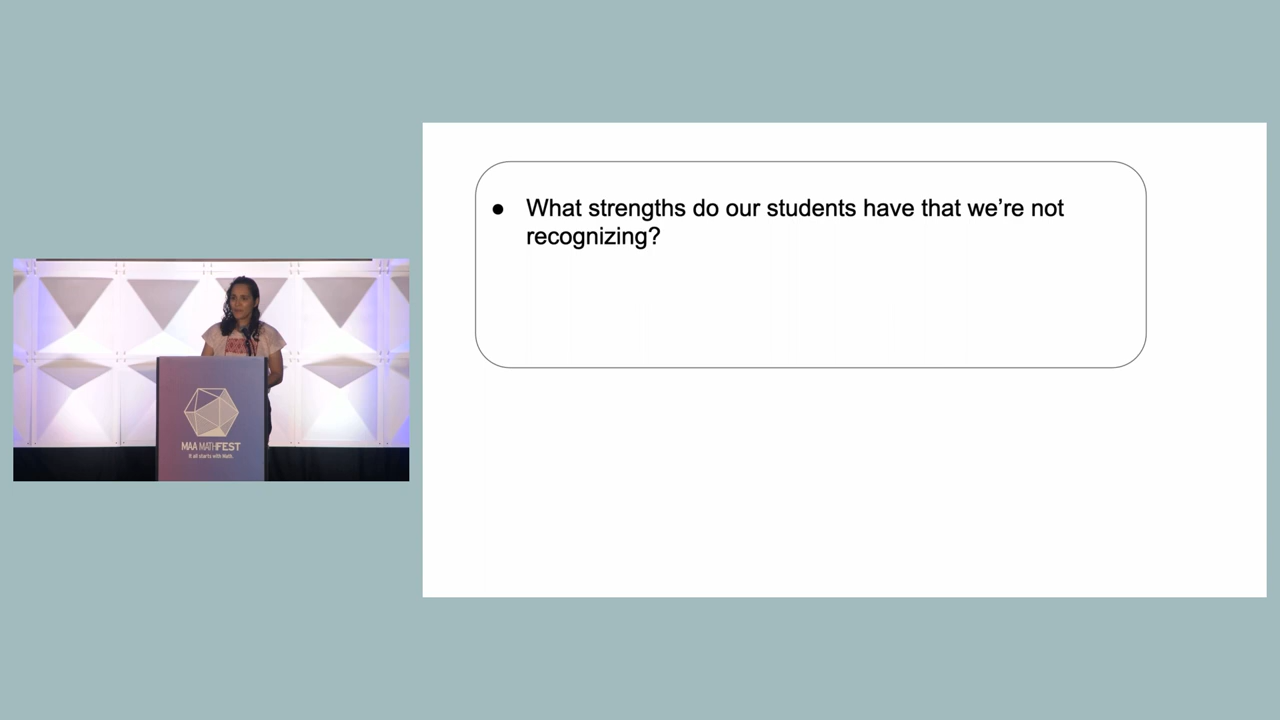 ● What strengths do our students have that we’re not
recognizing?
MAA MATHFEST
It all starts with Math.